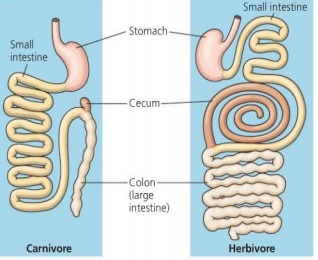 Small intestine
Stomach
Small
intestine
Cecum
Colon
(large
intestine)
Carnivore
Herbivore